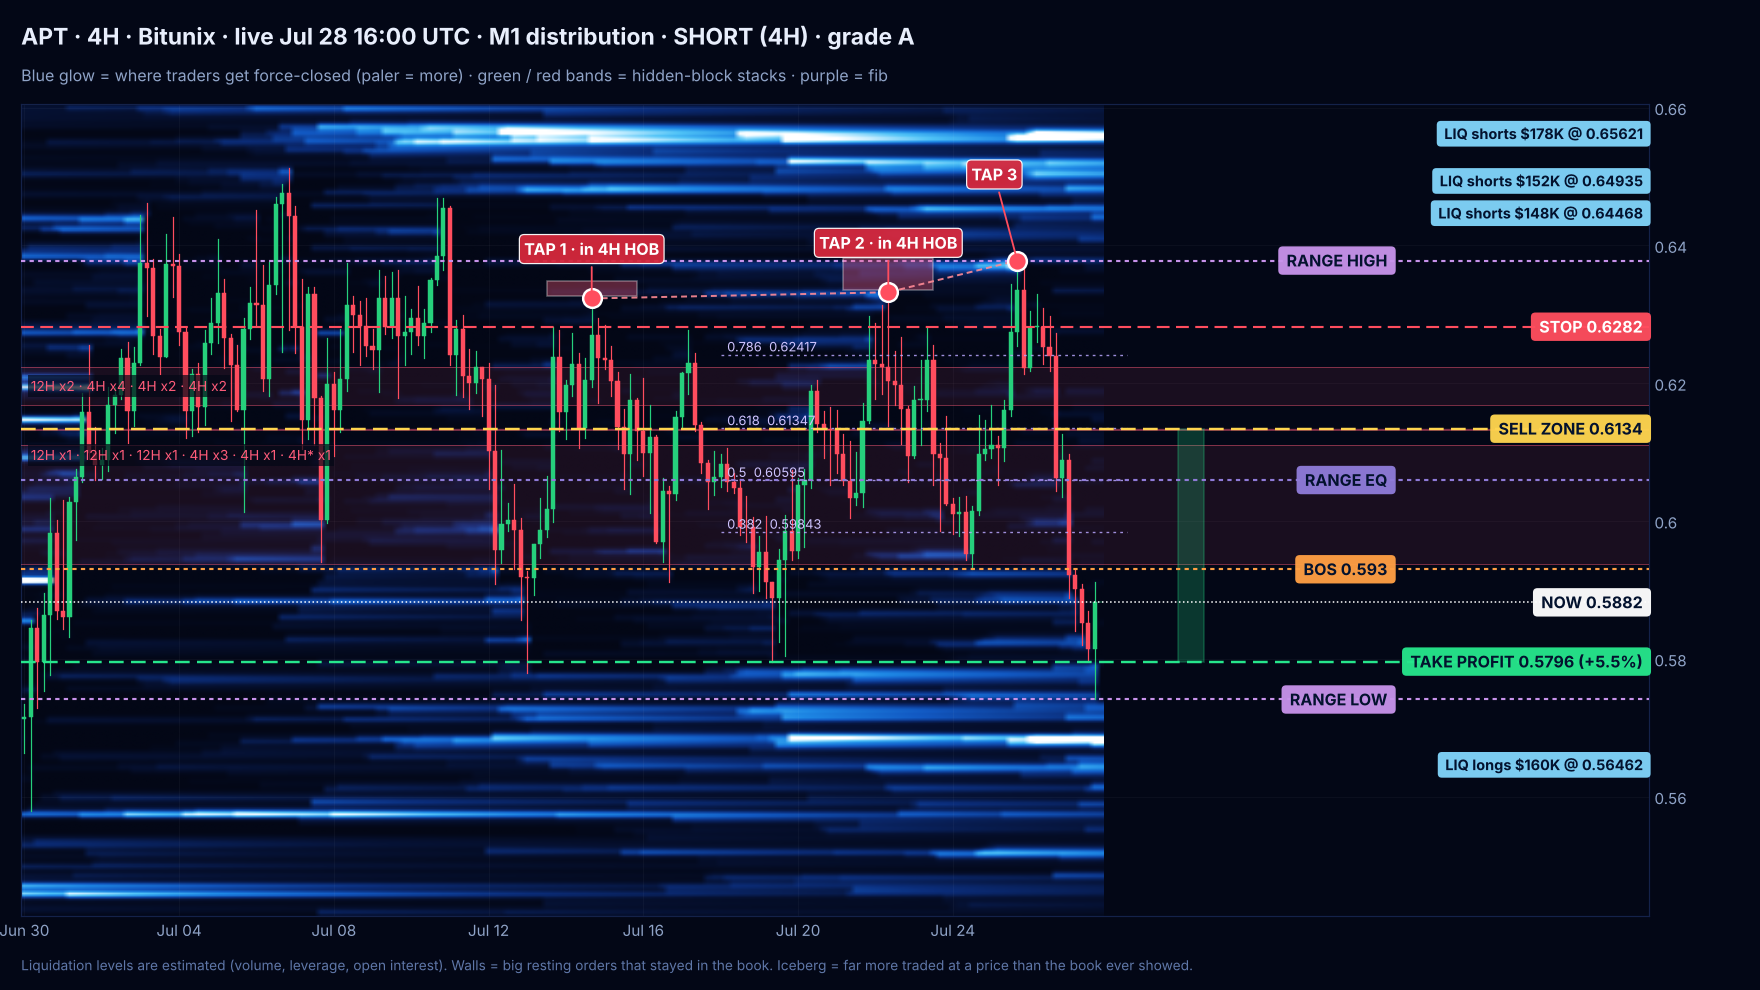 APT · 4H · Bitunix · live Jul 28 16:00 UTC · M1 distribution · SHORT (4H) · grade A
Blue glow = where traders get force-closed (paler = more) · green / red bands = hidden-block stacks · purple = fib
0.66
LIQ shorts $178K @ 0.65621
TAP 3
LIQ shorts $152K @ 0.64935
LIQ shorts $148K @ 0.64468
TAP 1 · in 4H HOB
TAP 2 · in 4H HOB
0.64
RANGE HIGH
STOP 0.6282
0.786 0.62417
12H x2 · 4H x4 · 4H x2 · 4H x2
0.62
0.618 0.61347
SELL ZONE 0.6134
12H x1 · 12H x1 · 12H x1 · 4H x3 · 4H x1 · 4H* x1
0.5 0.60595
RANGE EQ
0.382 0.59843
0.6
BOS 0.593
NOW 0.5882
TAKE PROFIT 0.5796 (+5.5%)
0.58
RANGE LOW
LIQ longs $160K @ 0.56462
0.56
Jun 30
Jul 04
Jul 08
Jul 12
Jul 16
Jul 20
Jul 24
Liquidation levels are estimated (volume, leverage, open interest). Walls = big resting orders that stayed in the book. Iceberg = far more traded at a price than the book ever showed.